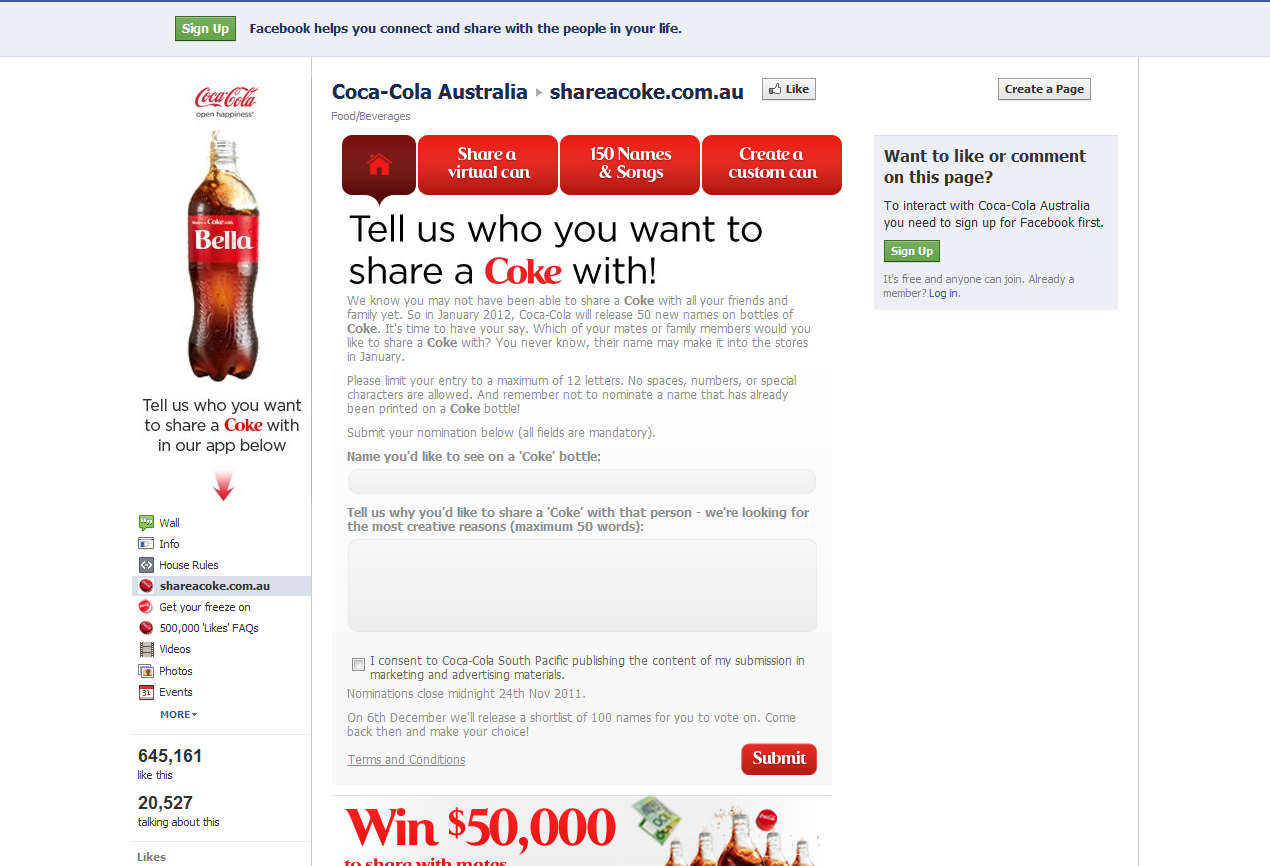 Sign Up Facebook helps you connect and share with the people in your life.
Coca-Cola
open happiness
Bella
Tell us who you want
to share a Coke with
in our app below
Wall
Info
House Rules
shareacoke.com.au
Get your freeze on
500,000 'Likes' FAQs
Videos
Photos
31 Events
MORE
645,161
like this
20,527
talking about this
Likes
Coca-Cola Australia shareacoke.com.au Like
Food/Beverages
Share a
virtual can
150 Names
& Songs
Create a
custom can
Tell us who you want to
share a Coke with!
We know you may not have been able to share a Coke with all your friends and
family yet. So in January 2012, Coca-Cola will release 50 new names on bottles of
Coke. It's time to have your say. Which of your mates or family members would you
like to share a Coke with? You never know, their name may make it into the stores
in January.
Please limit your entry to a maximum of 12 letters. No spaces, numbers, or special
characters are allowed. And remember not to nominate a name that has already
been printed on a Coke bottle!
Submit your nomination below (all fields are mandatory).
Name you'd like to see on a 'Coke' bottle:
Tell us why you'd like to share a 'Coke' with that person - we're looking for
the most creative reasons (maximum 50 words):
I consent to Coca-Cola South Pacific publishing the content of my submission in
marketing and advertising materials.
Nominations close midnight 24th Nov 2011.
On 6th December we'll release a shortlist of 100 names for you to vote on. Come
back then and make your choice!
Terms and Conditions
Submit
Win $50,000
to share with mates
Create a Page
Want to like or comment
on this page?
To interact with Coca-Cola Australia
you need to sign up for Facebook first.
Sign Up
It's free and anyone can join. Already a
member? Log in.